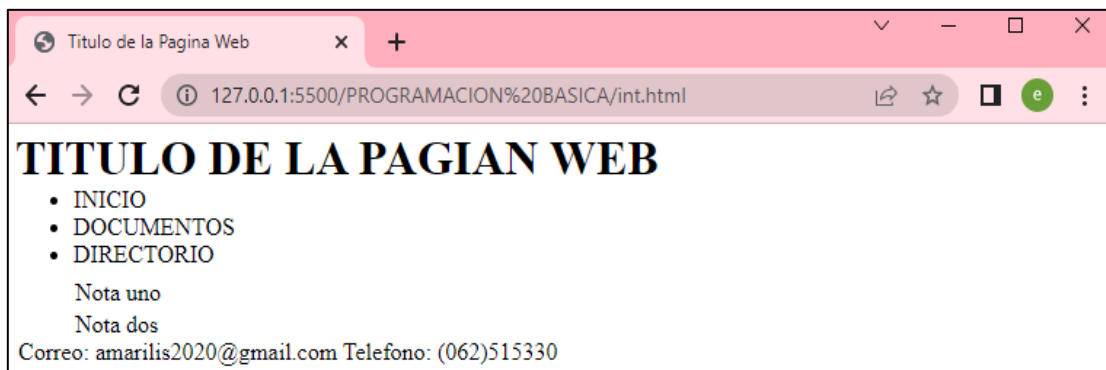 Titulo de la Pagina Web
127.0.0.1:5500/PROGRAMACION%20BASICA/int.html
e
TITULO DE LA PAGIAN WEB
• INICIO
• DOCUMENTOS
• DIRECTORIO
Nota uno
Nota dos
Correo: amarilis2020@gmail.com Telefono: (062)515330